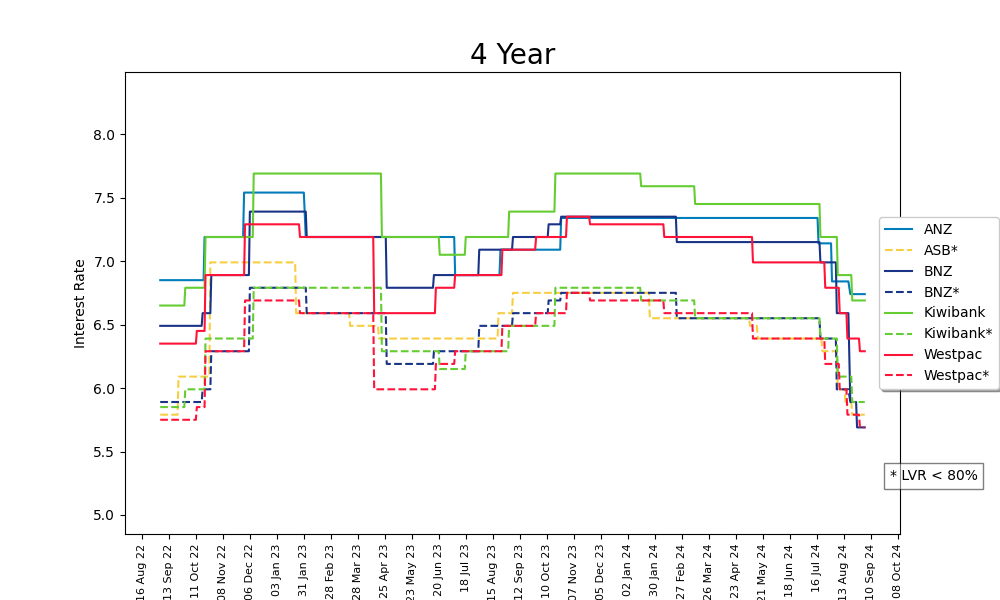 4 Year
Interest Rate
8.0
7.5
7.0
6.5
6.0
5.5
5.0
16 Aug 22
13 Sep 22
11 Oct 22
08 Nov 22
06 Dec 22
03 Jan 23
31 Jan 23
28 Feb 23
28 Mar 23
25 Apr 23
23 May 23
20 Jun 23
18 Jul 23
15 Aug 23
12 Sep 23
10 Oct 23
07 Nov 23
05 Dec 23
02 Jan 24
30 Jan 24
27 Feb 24
26 Mar 24
23 Apr 24
21 May 24
18 Jun 24
16 Jul 24
13 Aug 24
10 Sep 24
08 Oct 24
ANZ
ASB*
BNZ
BNZ*
Kiwibank
Kiwibank*
Westpac
Westpac*
* LVR < 80%